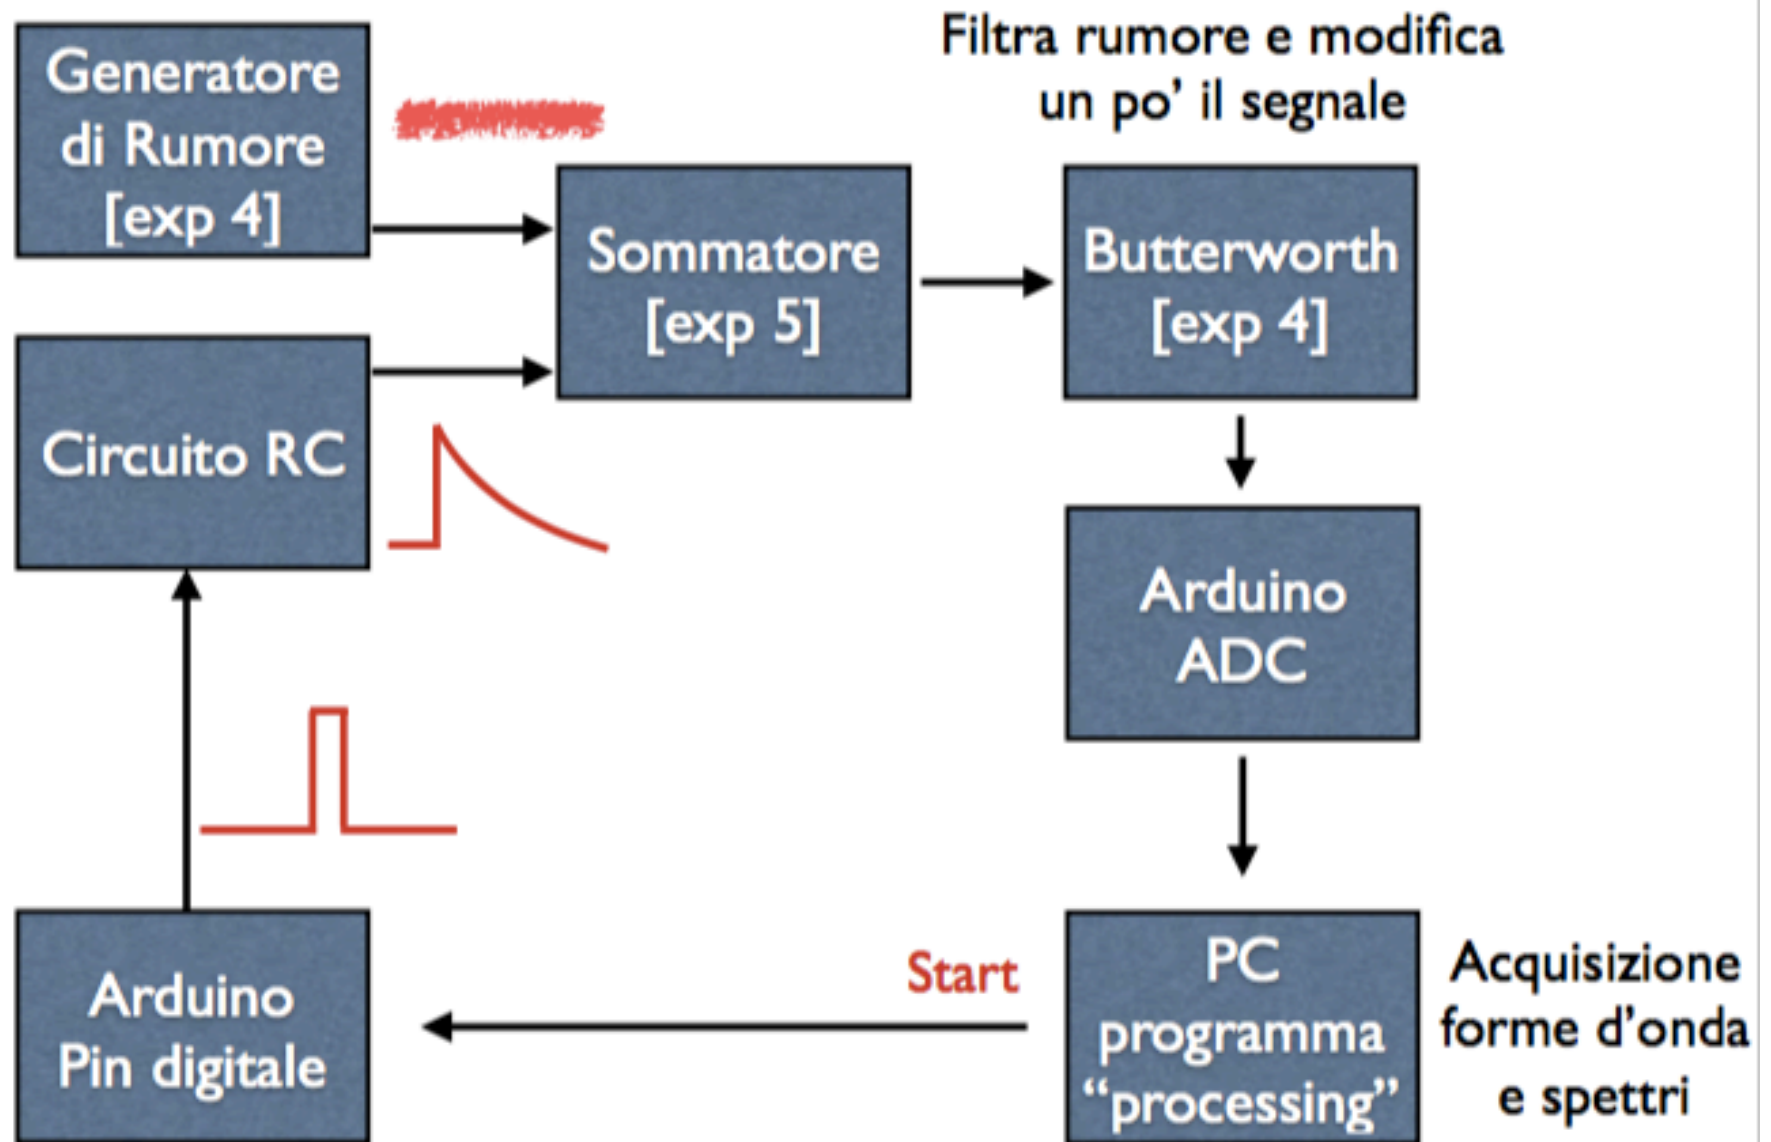 Generatore
di Rumore
[exp 4]
Filtra rumore e modifica
un po’ il segnale
Sommatore
[exp 5]
Butterworth
[exp 4]
Circuito RC
Arduino
ADC
Arduino
Pin digitale
Start
PC
programma
“processing”
Acquisizione
forme d’onda
e spettri